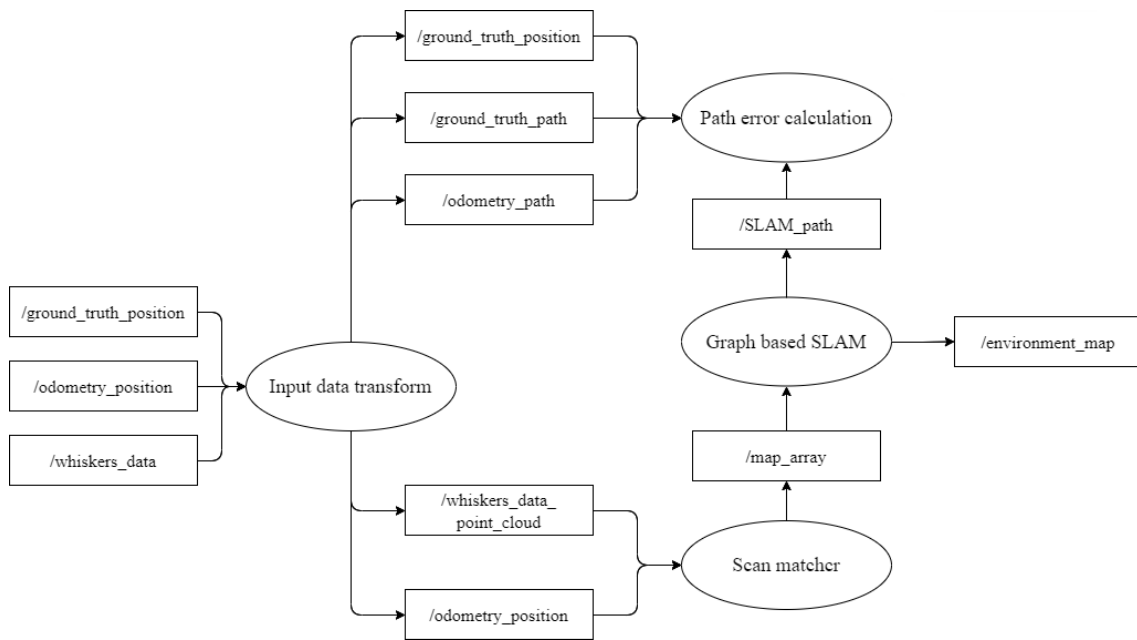 /ground_truth_position
/ground_truth_path
Path error calculation
/odometry_path
/SLAM_path
/ground_truth_position
/odometry_position
/whiskers_data
Input data transform
Graph based SLAM
/environment_map
/map_array
/whiskers_data_
point_cloud
Scan matcher
/odometry_position